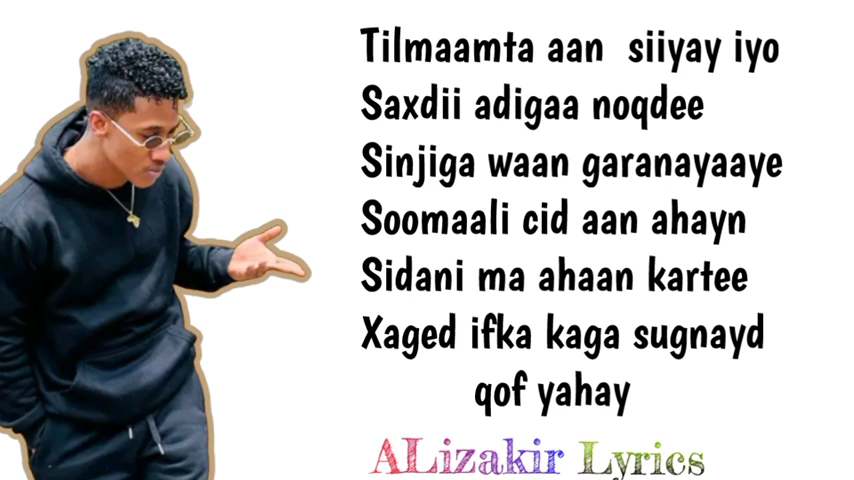 Tilmaamta aan siiyay iyo
Saxdii adigaa noqdee
Sinjiga waan garanayaaye
Soomaali cid aan ahayn
Sidani ma ahaan kartee
Xaged ifka kaga sugnayd
qof yahay
ALizakir Lyrics